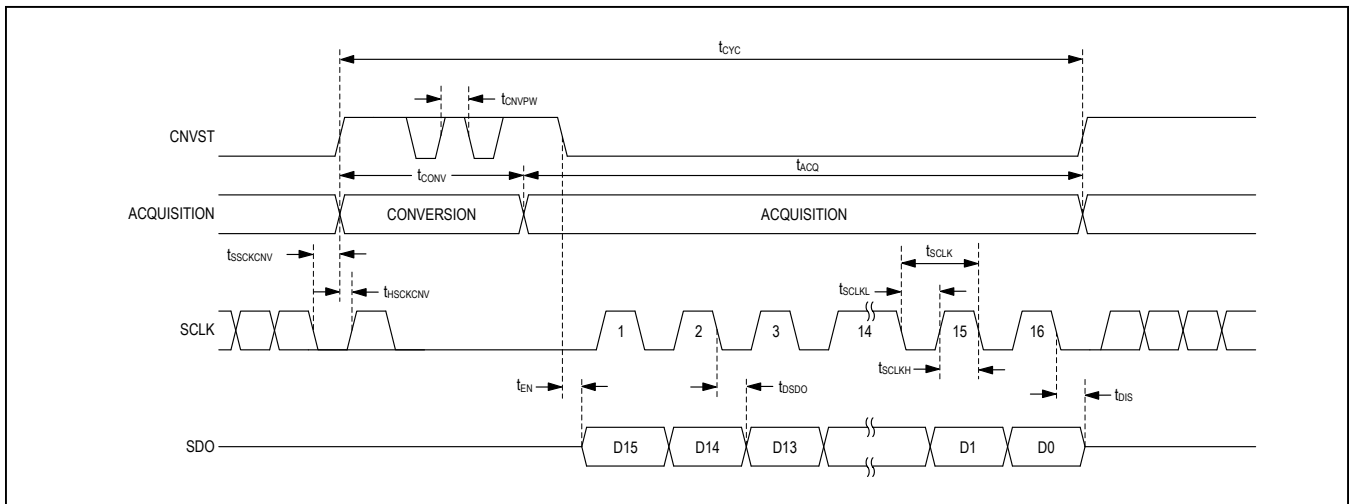 tCYC
tCNVPW
CNVST
tCONV
tACQ
ACQUISITION
CONVERSION
ACQUISITION
tSSCKCNV
tSCLK
tHSCKCNV
tSCLKL
SCLK
1
2
3
14
15
16
tEN
tDSDO
tSCLKH
tDIS
SDO
D15
D14
D13
D1
D0